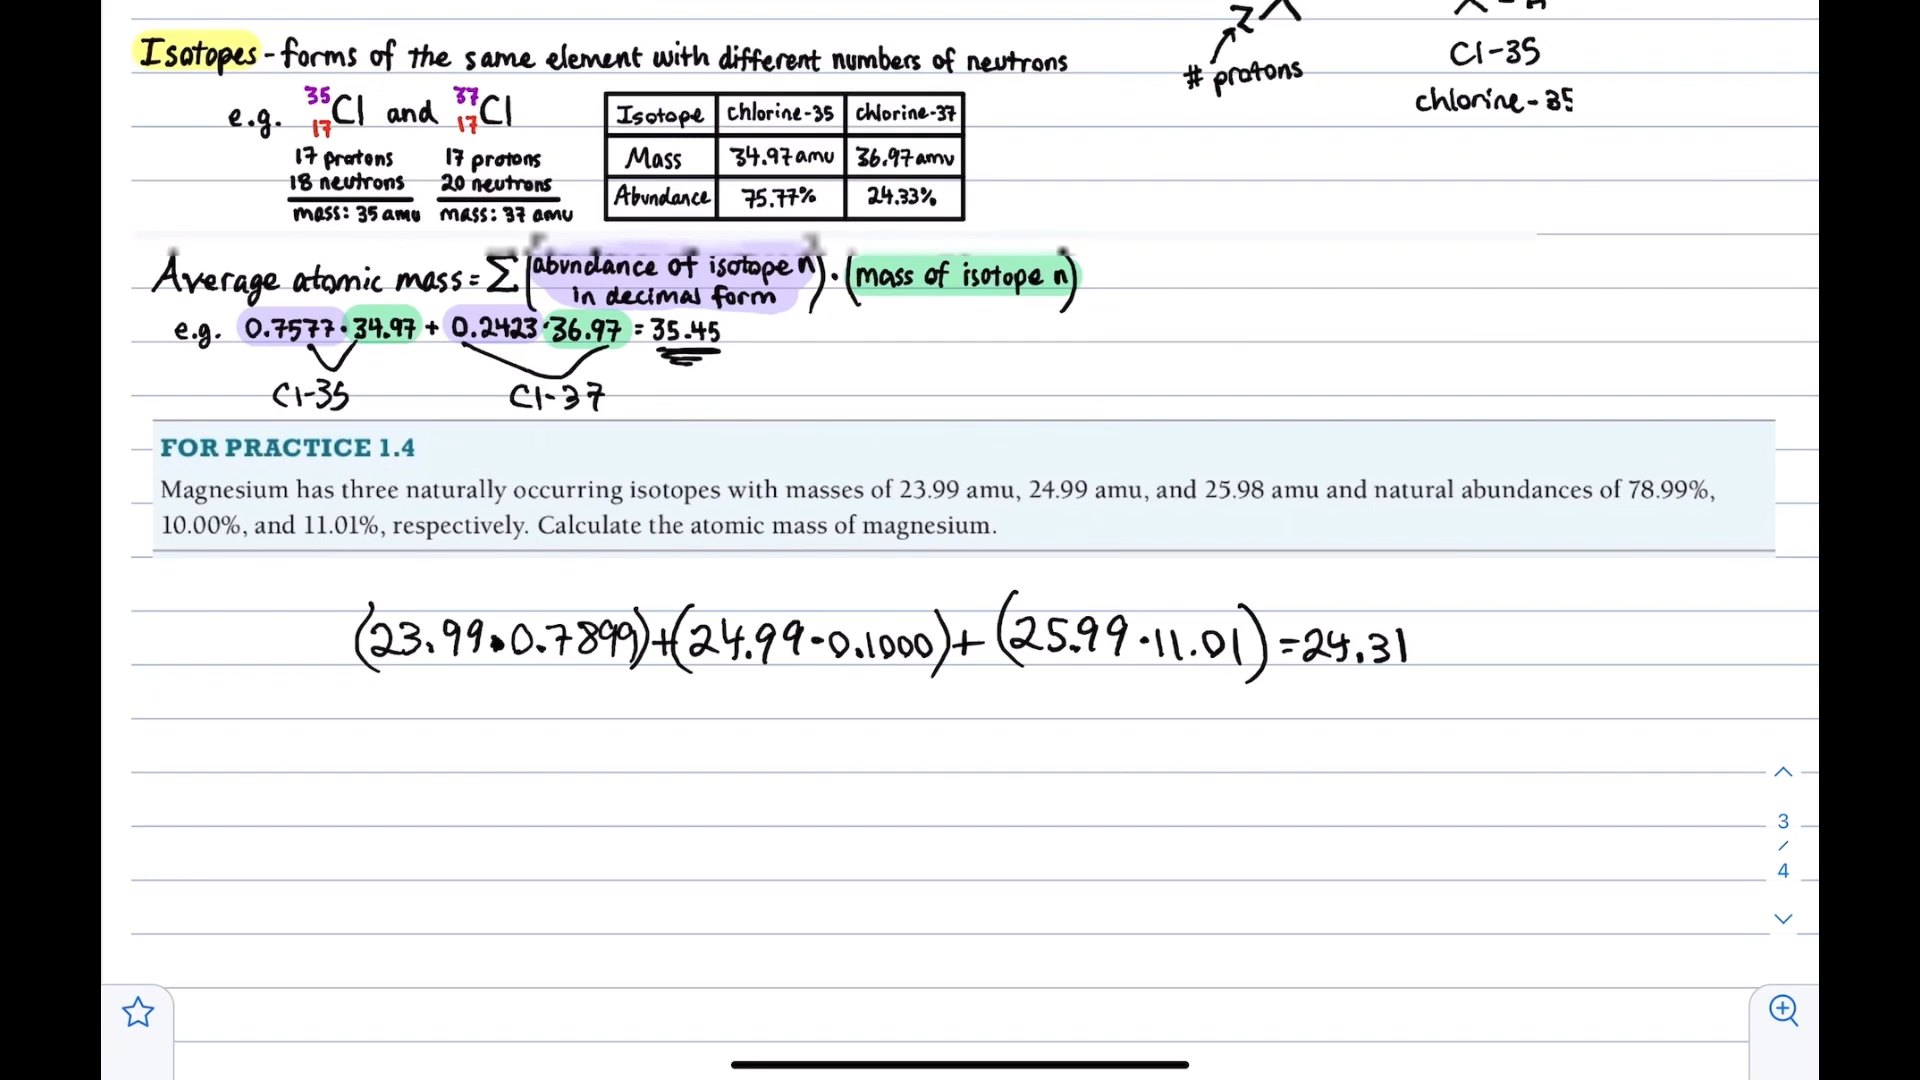 Z X
X - A
Isotopes - forms of the same element with different numbers of neutrons
# protons
Cl-35
chlorine-35
e.g. 35 17 Cl and 37 17 Cl
17 protons 17 protons
18 neutrons 20 neutrons
mass: 35 amu mass: 37 amu
Isotope chlorine-35 chlorine-37
Mass 34.97 amu 36.97 amu
Abundance 75.77% 24.33%
Average atomic mass = Σ (abundance of isotope n in decimal form) · (mass of isotope n)
e.g. 0.7577 · 34.97 + 0.2423 · 36.97 = 35.45
Cl-35 Cl-37
FOR PRACTICE 1.4
Magnesium has three naturally occurring isotopes with masses of 23.99 amu, 24.99 amu, and 25.98 amu and natural abundances of 78.99%,
10.00%, and 11.01%, respectively. Calculate the atomic mass of magnesium.
(23.99 · 0.7899) + (24.99 · 0.1000) + (25.99 · 11.01) = 24.31
3
/
4